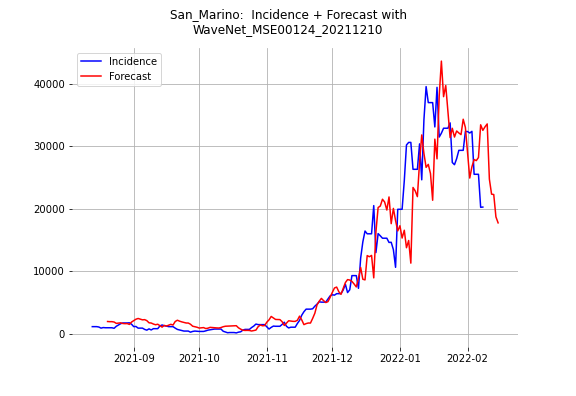 San_Marino:  Incidence + Forecast with
WaveNet_MSE00124_20211210
Incidence
Forecast
40000
30000
20000
10000
0
2021-09
2021-10
2021-11
2021-12
2022-01
2022-02